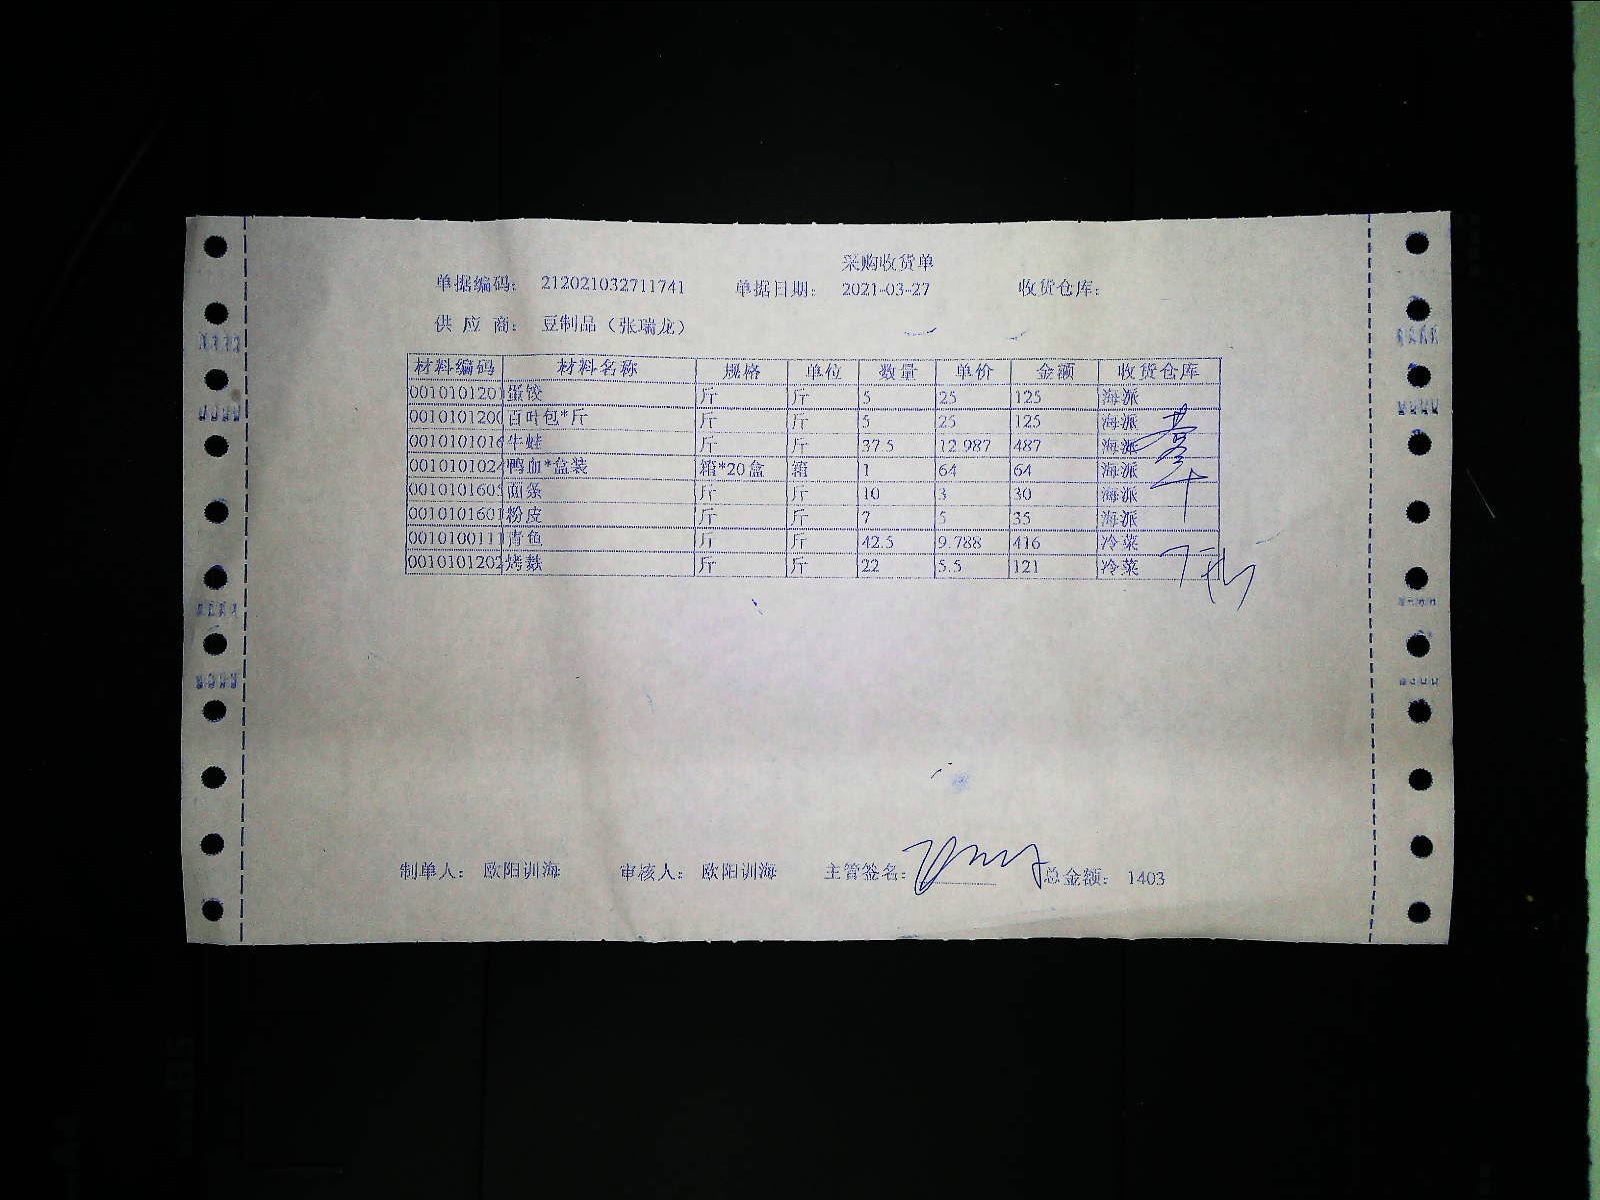 采购收货单
单据编码： 212021032711741 单据日期： 2021-03-27 收货仓库：
供 应 商： 豆制品（张瑞龙）
材料编码 材料名称 规格 单位 数量 单价 金额 收货仓库
0010101201 蛋饺 斤 斤 5 25 125 海派
0010101200 百叶包*斤 斤 斤 5 25 125 海派
0010101016 牛蛙 斤 斤 37.5 12.987 487 海派
0010101024 鸭血*盒装 箱*20盒 箱 1 64 64 海派
0010101605 面条 斤 斤 10 3 30 海派
0010101601 粉皮 斤 斤 7 5 35 海派
0010100111 青鱼 斤 斤 42.5 9.788 416 冷菜
0010101202 烤麸 斤 斤 22 5.5 121 冷菜
制单人： 欧阳训海 审核人： 欧阳训海 主管签名： 总金额： 1403